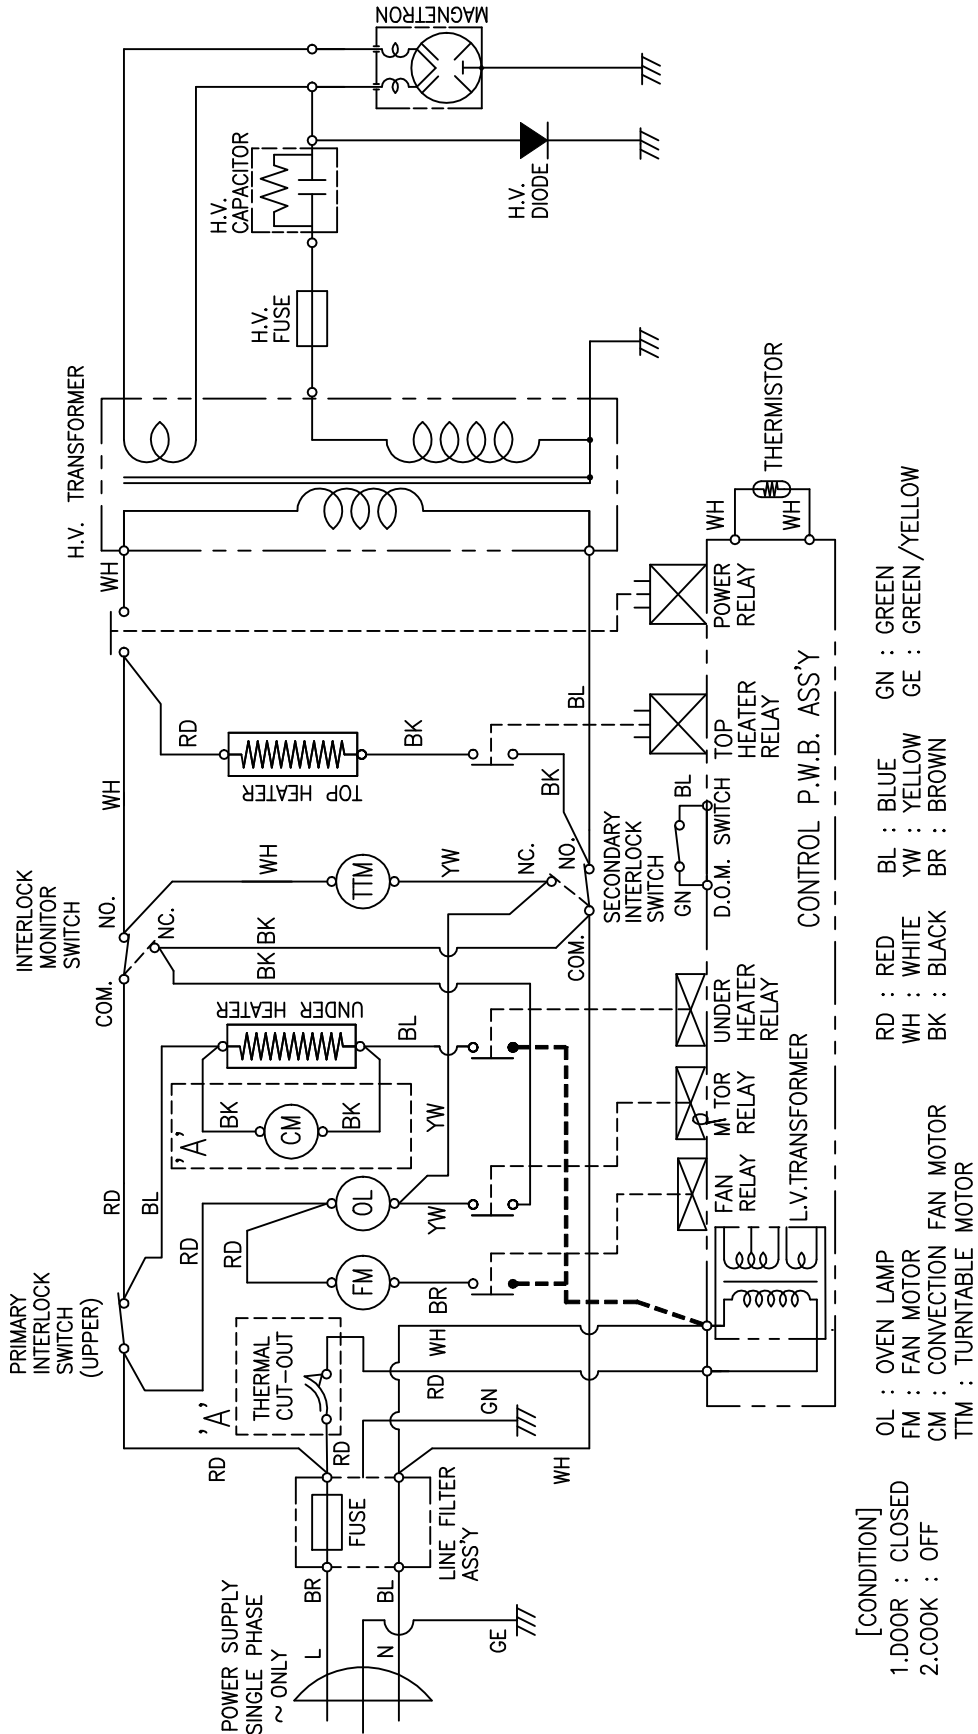 POWER SUPPLY
SINGLE PHASE
~ ONLY
L
N
BR
BL
GE
FUSE
LINE FILTER
ASS'Y
RD
RD
WH
GN
'A'
THERMAL
CUT-OUT
RD
WH
PRIMARY
INTERLOCK
SWITCH
(UPPER)
RD
BL
RD
RD
FM
BR
OL
YW
YW
'A'
CM
BK
BK
UNDER HEATER
BL
INTERLOCK
MONITOR
SWITCH
COM.
NO.
NC.
BK
BK
BK
WH
TTM
YW
NC.
NO.
COM.
SECONDARY
INTERLOCK
SWITCH
WH
RD
TOP HEATER
BK
BK
BL
WH
H.V. TRANSFORMER
H.V.
FUSE
H.V.
CAPACITOR
H.V.
DIODE
MAGNETRON
L.V.TRANSFORMER
FAN
RELAY
M TOR
RELAY
UNDER
HEATER
RELAY
GN
BL
D.O.M. SWITCH
TOP
HEATER
RELAY
POWER
RELAY
CONTROL P.W.B. ASS'Y
WH
WH
THERMISTOR
[CONDITION]
1.DOOR : CLOSED
2.COOK : OFF
OL : OVEN LAMP
FM : FAN MOTOR
CM : CONVECTION FAN MOTOR
TTM : TURNTABLE MOTOR
RD : RED
WH : WHITE
BK : BLACK
BL : BLUE
YW : YELLOW
BR : BROWN
GN : GREEN
GE : GREEN/YELLOW